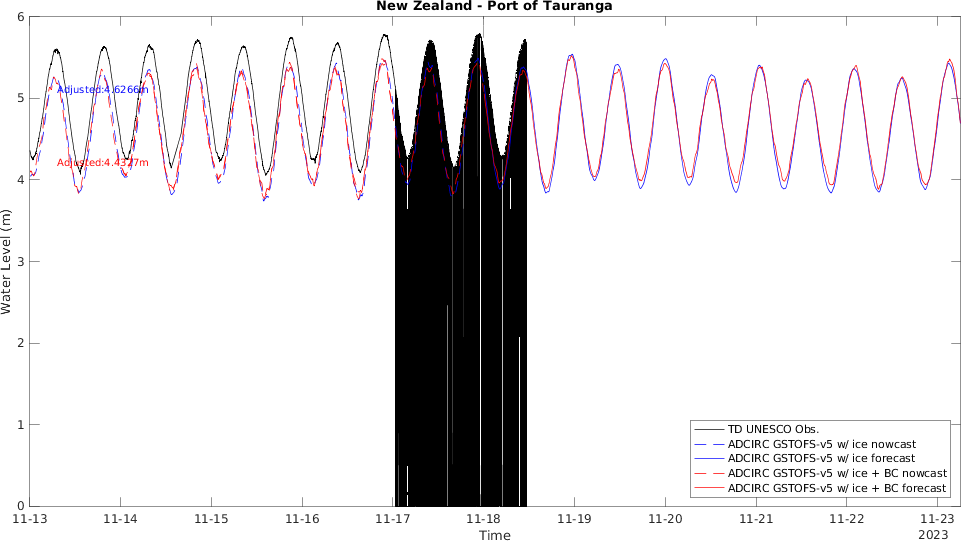 New Zealand - Port of Tauranga
6
5
4
3
2
1
0
Water Level (m)
Adjusted:4.6266m
Adjusted:4.4327m
TD UNESCO Obs.
ADCIRC GSTOFS-v5 w/ ice nowcast
ADCIRC GSTOFS-v5 w/ ice forecast
ADCIRC GSTOFS-v5 w/ ice + BC nowcast
ADCIRC GSTOFS-v5 w/ ice + BC forecast
11-13 11-14 11-15 11-16 11-17 11-18 11-19 11-20 11-21 11-22 11-23
Time
2023